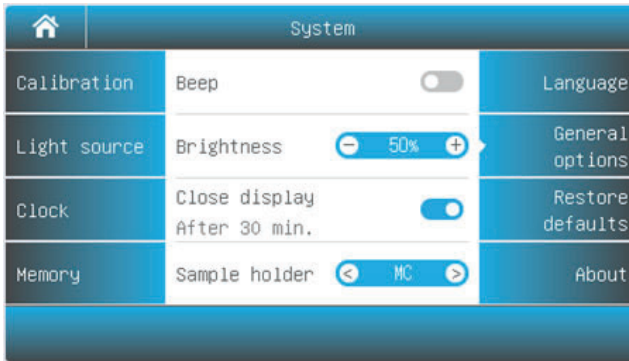 System
Calibration
Light source
Clock
Memory
Beep
Brightness
50%
Close display
After 30 min.
Sample holder
MC
Language
General
options
Restore
defaults
About